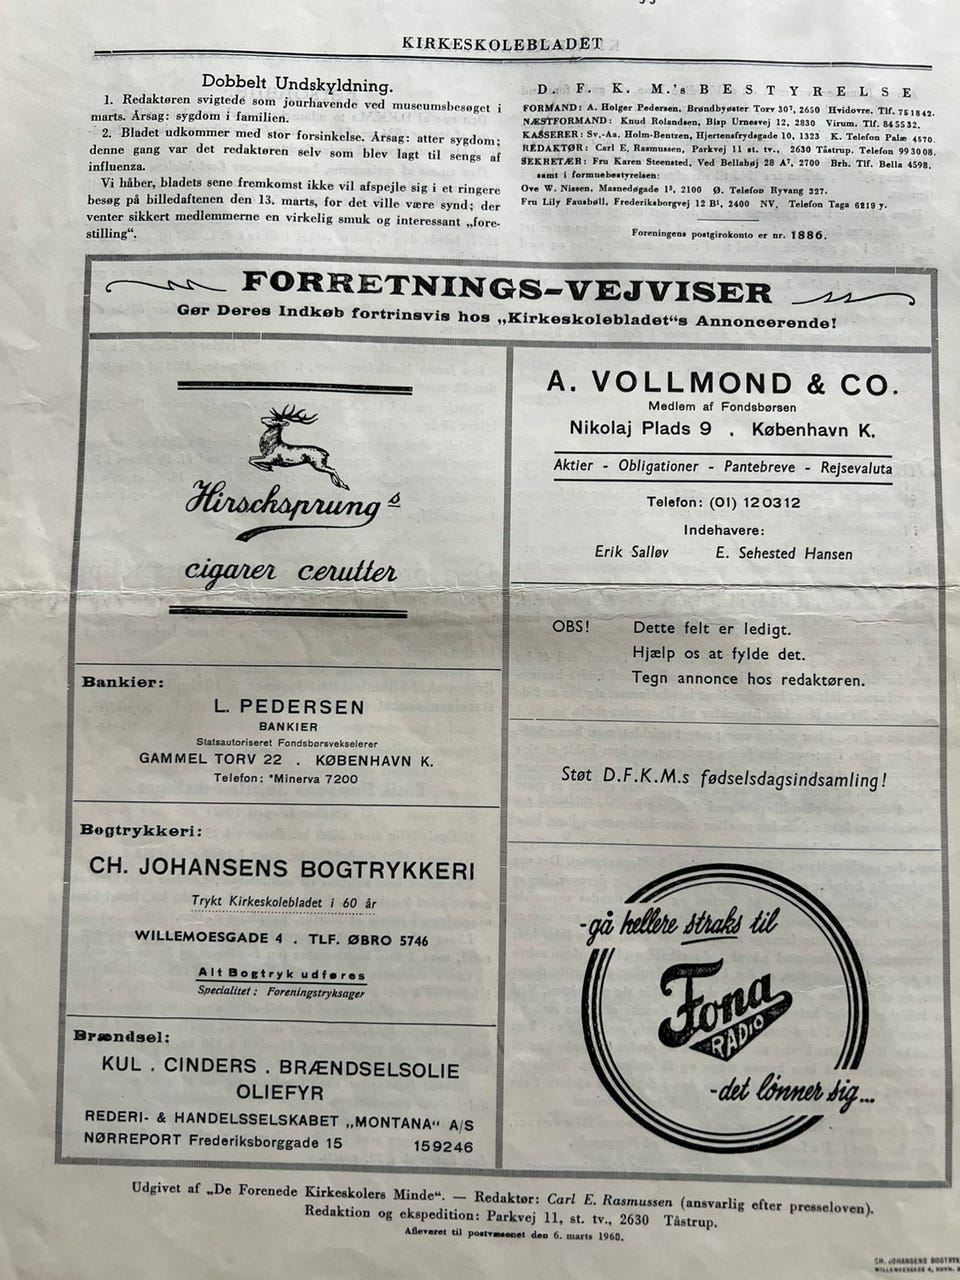 KIRKESKOLEBLADET
Dobbelt Undskyldning.
1. Redaktøren svigtede som jourhavende ved museumsbesøget i
marts. Årsag: sygdom i familien.
2. Bladet udkommer med stor forsinkelse. Årsag: atter sygdom;
denne gang var det redaktøren selv som blev lagt til sengs af
influenza.
Vi håber, bladets sene fremkomst ikke vil afspejle sig i et ringere
besøg på billedaftenen den 13. marts, for det ville være synd; der
venter sikkert medlemmerne en virkelig smuk og interessant „fore-
stilling".
D. F. K. M.'s BESTYRELSE
FORMAND: A. Holger Pedersen, Brøndbyøster Torv 307, 2650 Hvidovre. Tlf. 751842.
NÆSTFORMAND: Knud Rolandsen, Bisp Urnesvej 12, 2830 Virum. Tlf. 845532.
KASSERER: Sv.-Aa. Holm-Bentzen, Hjertensfrydsgade 10, 1323 K. Telefon Palæ 4570.
REDAKTØR: Carl E. Rasmussen, Parkvej 11 st. tv., 2630 Tåstrup. Telefon 993008.
SEKRETÆR: Fru Karen Steensted, Ved Bellahøj 28 A⁷, 2700 Brh. Tlf. Bella 4598.
samt i formuebestyrelsen:
Ove W. Nissen, Masnedøgade 1³, 2100 Ø. Telefon Ryvang 327.
Fru Lily Fausbøll, Frederiksborgvej 12 B¹, 2400 NV. Telefon Taga 6219 y.
Foreningens postgirokonto er nr. 1886.
FORRETNINGS-VEJVISER
Gør Deres Indkøb fortrinsvis hos „Kirkeskolebladet"s Annoncerende!
Hirschsprungs
cigarer cerutter
Bankier:
L. PEDERSEN
BANKIER
Statsautoriseret Fondsbørsvekselerer
GAMMEL TORV 22 . KØBENHAVN K.
Telefon: *Minerva 7200
Bogtrykkeri:
CH. JOHANSENS BOGTRYKKERI
Trykt Kirkeskolebladet i 60 år
WILLEMOESGADE 4 . TLF. ØBRO 5746
Alt Bogtryk udføres
Specialitet: Foreningstryksager
Brændsel:
KUL . CINDERS . BRÆNDSELSOLIE
OLIEFYR
REDERI- & HANDELSSELSKABET „MONTANA" A/S
NØRREPORT Frederiksborggade 15 159246
A. VOLLMOND & CO.
Medlem af Fondsbørsen
Nikolaj Plads 9 . København K.
Aktier - Obligationer - Pantebreve - Rejsevaluta
Telefon: (01) 120312
Indehavere:
Erik Salløv E. Sehested Hansen
OBS! Dette felt er ledigt.
Hjælp os at fylde det.
Tegn annonce hos redaktøren.
Støt D.F.K.M.s fødselsdagsindsamling!
-gå hellere straks til
Fona
RADIO
-det lønner sig...
Udgivet af „De Forenede Kirkeskolers Minde". — Redaktør: Carl E. Rasmussen (ansvarlig efter presseloven).
Redaktion og ekspedition: Parkvej 11, st. tv., 2630 Tåstrup.
Afleveret til postvæsenet den 6. marts 1968.
CH. JOHANSENS BOGTRYK
WILLEMOESGADE 4, KHVN.